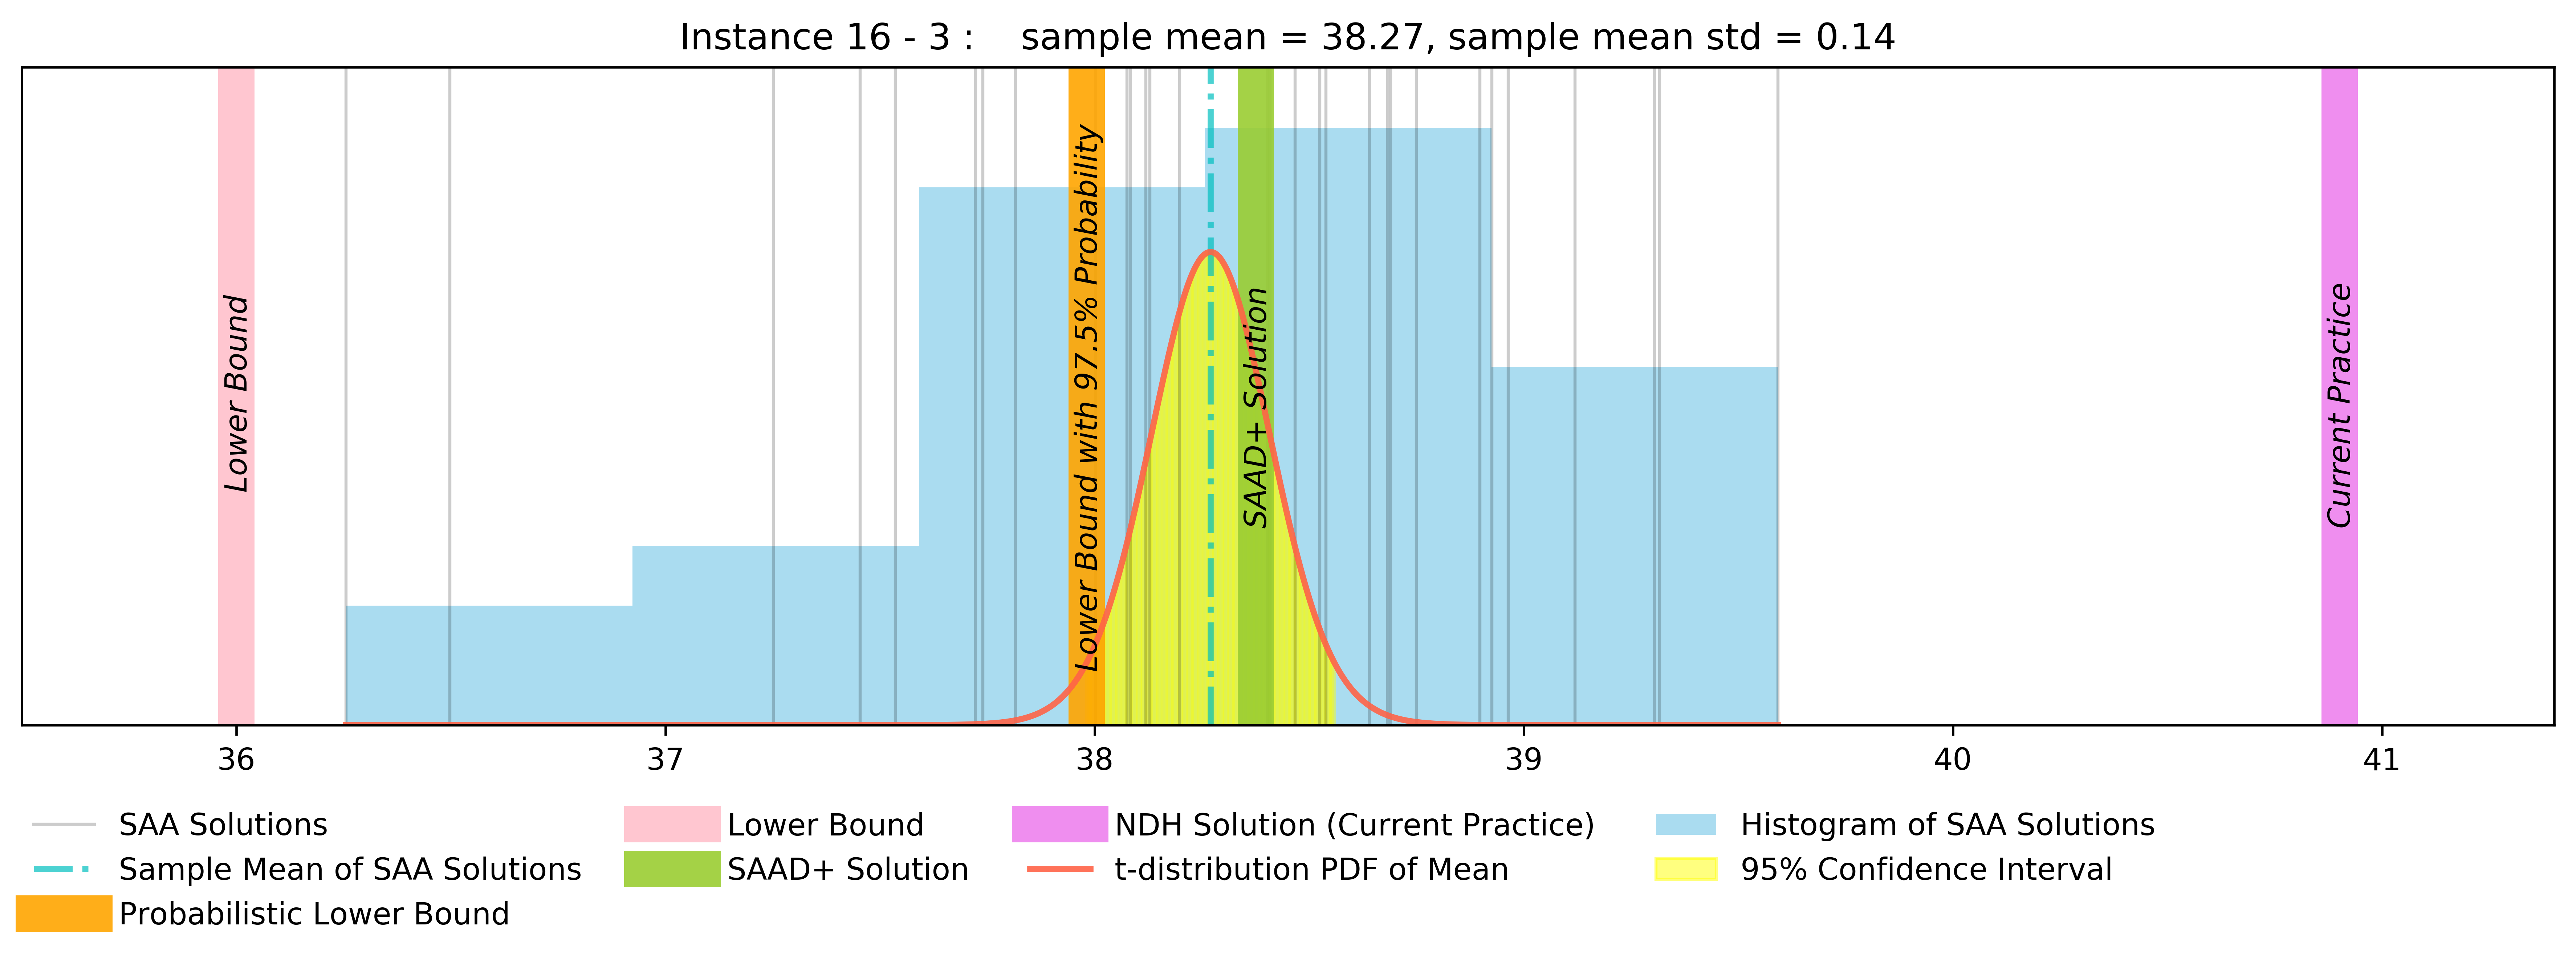 Instance 16 - 3 :    sample mean = 38.27, sample mean std = 0.14
Lower Bound
Lower Bound with 97.5% Probability
SAAD+ Solution
Current Practice
36 37 38 39 40 41
SAA Solutions
Sample Mean of SAA Solutions
Probabilistic Lower Bound
Lower Bound
SAAD+ Solution
NDH Solution (Current Practice)
t-distribution PDF of Mean
Histogram of SAA Solutions
95% Confidence Interval